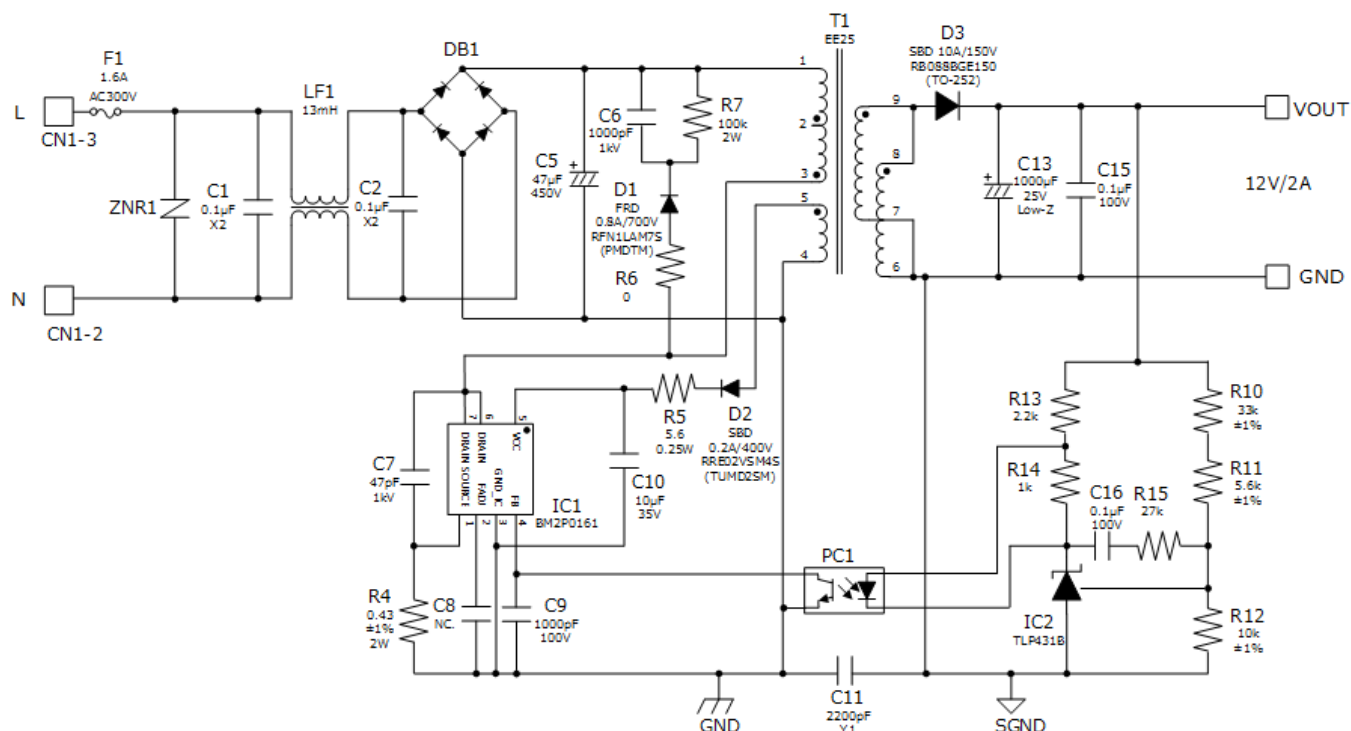 F1
1.6A
AC300V
L
CN1-3
N
CN1-2
ZNR1
C1
0.1µF
X2
LF1
13mH
C2
0.1µF
X2
DB1
C5
+
47µF
450V
C6
1000pF
1kV
R7
100k
2W
D1
FRD
0.8A/700V
RFN1LAM7S
(PMDTM)
R6
0
T1
EE25
1
2
3
5
4
9
8
7
6
D3
SBD 10A/150V
RB088BGE150
(TO-252)
C13
+
1000µF
25V
Low-Z
C15
0.1µF
100V
VOUT
12V/2A
GND
C7
47pF
1kV
7
6
5
DRAIN
DRAIN
VCC
SOURCE
FADJ
GND_IC
FB
1
2
3
4
IC1
BM2P0161
R5
5.6
0.25W
D2
SBD
0.2A/400V
RRE02VSM4S
(TUMD2SM)
C10
10µF
35V
R4
0.43
±1%
2W
C8
NC.
C9
1000pF
100V
PC1
R13
2.2k
R14
1k
R10
33k
±1%
R11
5.6k
±1%
C16
0.1µF
100V
R15
27k
IC2
TLP431B
R12
10k
±1%
GND
C11
2200pF
Y1
SGND